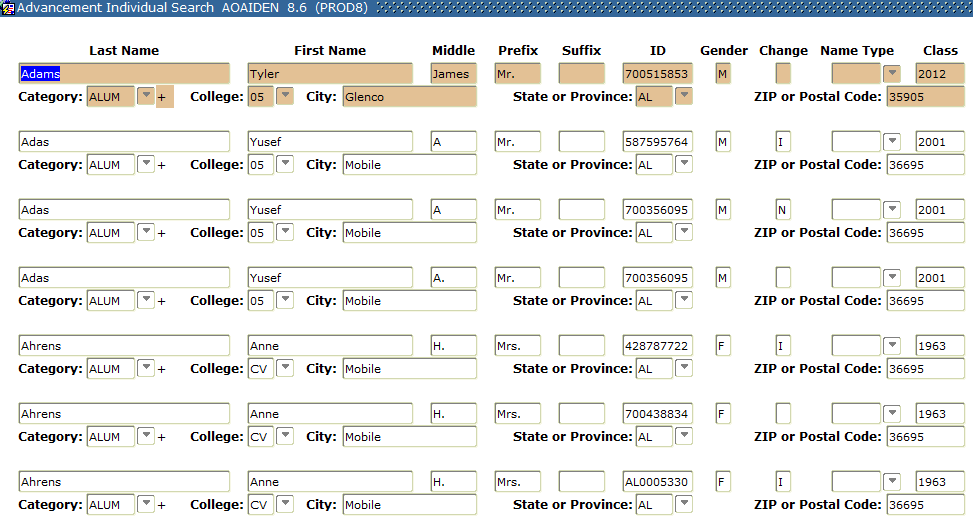 Advancement Individual Search AOAIDEN 8.6 (PROD8)
Last Name First Name Middle Prefix Suffix ID Gender Change Name Type Class
Adams Tyler James Mr. 700515853 M 2012
Category: ALUM + College: 05 City: Glenco State or Province: AL ZIP or Postal Code: 35905
Adas Yusef A Mr. 587595764 M I 2001
Category: ALUM + College: 05 City: Mobile State or Province: AL ZIP or Postal Code: 36695
Adas Yusef A Mr. 700356095 M N 2001
Category: ALUM + College: 05 City: Mobile State or Province: AL ZIP or Postal Code: 36695
Adas Yusef A. Mr. 700356095 M 2001
Category: ALUM + College: 05 City: Mobile State or Province: AL ZIP or Postal Code: 36695
Ahrens Anne H. Mrs. 428787722 F I 1963
Category: ALUM + College: CV City: Mobile State or Province: AL ZIP or Postal Code: 36695
Ahrens Anne H. Mrs. 700438834 F 1963
Category: ALUM + College: CV City: Mobile State or Province: AL ZIP or Postal Code: 36695
Ahrens Anne H. Mrs. AL0005330 F I 1963
Category: ALUM + College: CV City: Mobile State or Province: AL ZIP or Postal Code: 36695